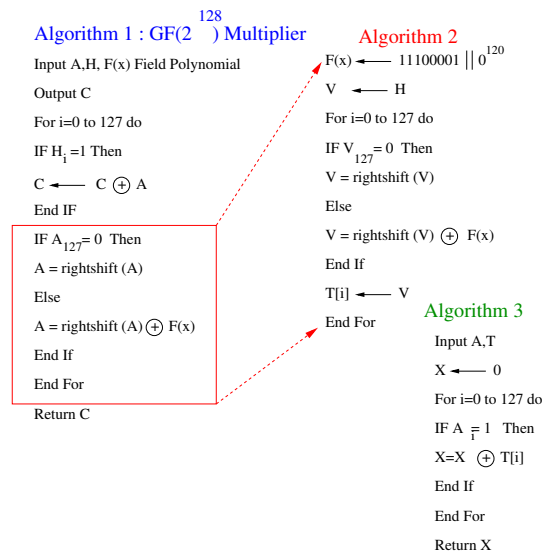 Algorithm 1 : GF(2^128) Multiplier
Input A,H, F(x) Field Polynomial
Output C
For i=0 to 127 do
IF H_i =1 Then
C ← C ⊕ A
End IF
IF A_127= 0 Then
A = rightshift (A)
Else
A = rightshift (A) ⊕ F(x)
End If
End For
Return C
Algorithm 2
F(x) ← 11100001 || 0^120
V ← H
For i=0 to 127 do
IF V_127= 0 Then
V = rightshift (V)
Else
V = rightshift (V) ⊕ F(x)
End If
T[i] ← V
End For
Algorithm 3
Input A,T
X ← 0
For i=0 to 127 do
IF A_i = 1 Then
X=X ⊕ T[i]
End If
End For
Return X